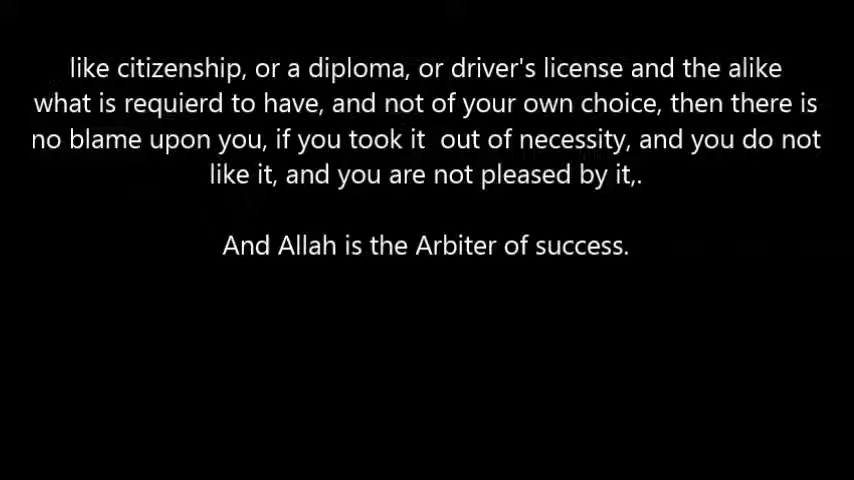 like citizenship, or a diploma, or driver's license and the alike
what is requierd to have, and not of your own choice, then there is
no blame upon you, if you took it  out of necessity, and you do not
like it, and you are not pleased by it,.
And Allah is the Arbiter of success.